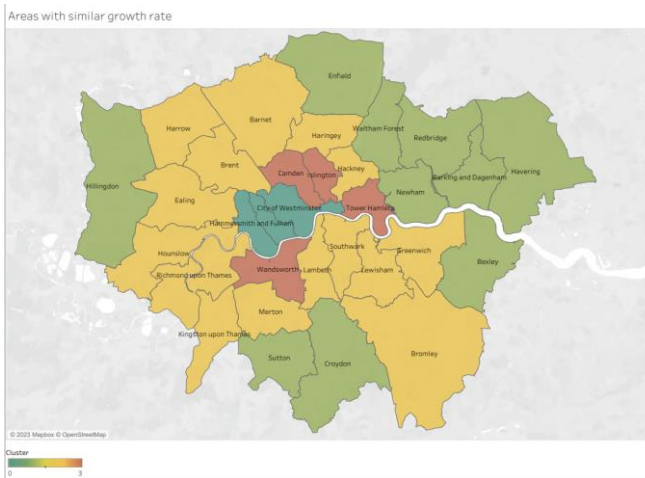 Areas with similar growth rate
Enfield
Barnet
Harrow
Haringey
Waltham Forest
Redbridge
Havering
Brent
Hackney
Camden
Islington
Barking and Dagenham
Hillingdon
Newham
Ealing
City of Westminster
Tower Hamlets
Hammersmith and Fulham
Southwark
Greenwich
Hounslow
Bexley
Wandsworth
Lambeth
Lewisham
Richmond upon Thames
Merton
Kingston upon Thames
Bromley
Sutton
Croydon
© 2023 Mapbox © OpenStreetMap
Cluster
0 3